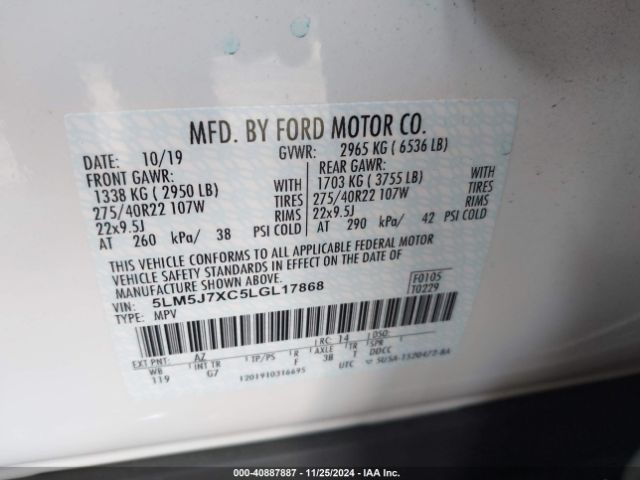 MFD. BY FORD MOTOR CO.
DATE: 10/19 GVWR: 2965 KG ( 6536 LB)
FRONT GAWR: REAR GAWR:
1338 KG ( 2950 LB) WITH 1703 KG ( 3755 LB) WITH
275/40R22 107W TIRES 275/40R22 107W TIRES
22x9.5J RIMS 22x9.5J RIMS
AT 260 kPa/ 38 PSI COLD AT 290 kPa/ 42 PSI COLD
THIS VEHICLE CONFORMS TO ALL APPLICABLE FEDERAL MOTOR
VEHICLE SAFETY STANDARDS IN EFFECT ON THE DATE OF
MANUFACTURE SHOWN ABOVE.
VIN: 5LM5J7XC5LGL17868 F0105
TYPE: MPV T0229
EXT PNT: AZ RC: 14 DSO:
WB INT TR TP/PS R AXLE TR SPR
119 G7 F 3B T DDCC
1201910316695 UTC
500-40887887 - 11/25/2024 - IAA Inc.